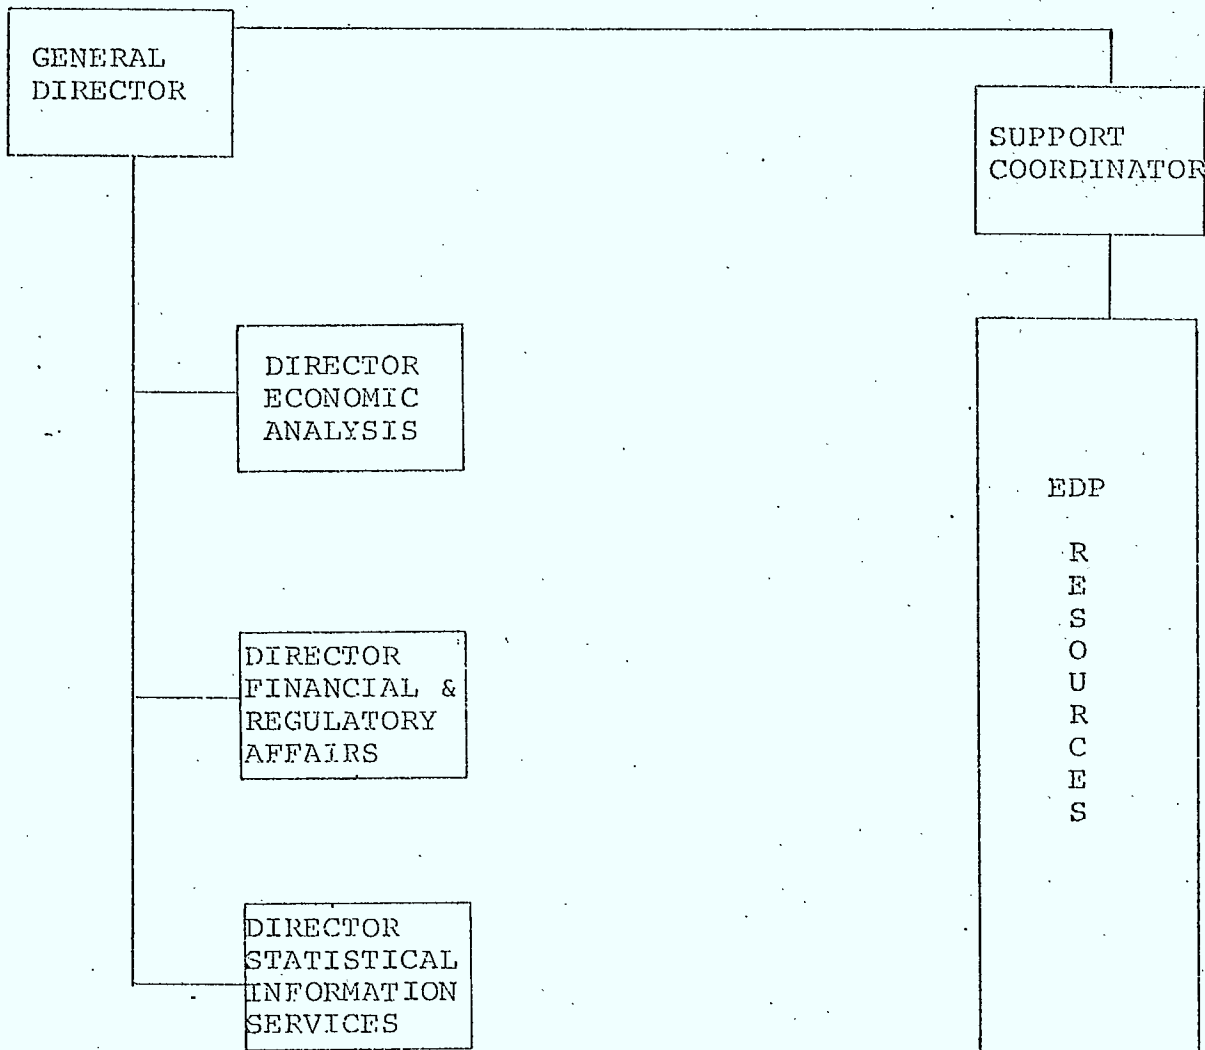 GENERAL
DIRECTOR
SUPPORT
COORDINATOR
DIRECTOR
ECONOMIC
ANALYSIS
DIRECTOR
FINANCIAL &
REGULATORY
AFFAIRS
DIRECTOR
STATISTICAL
INFORMATION
SERVICES
EDP
R
E
S
O
U
R
C
E
S